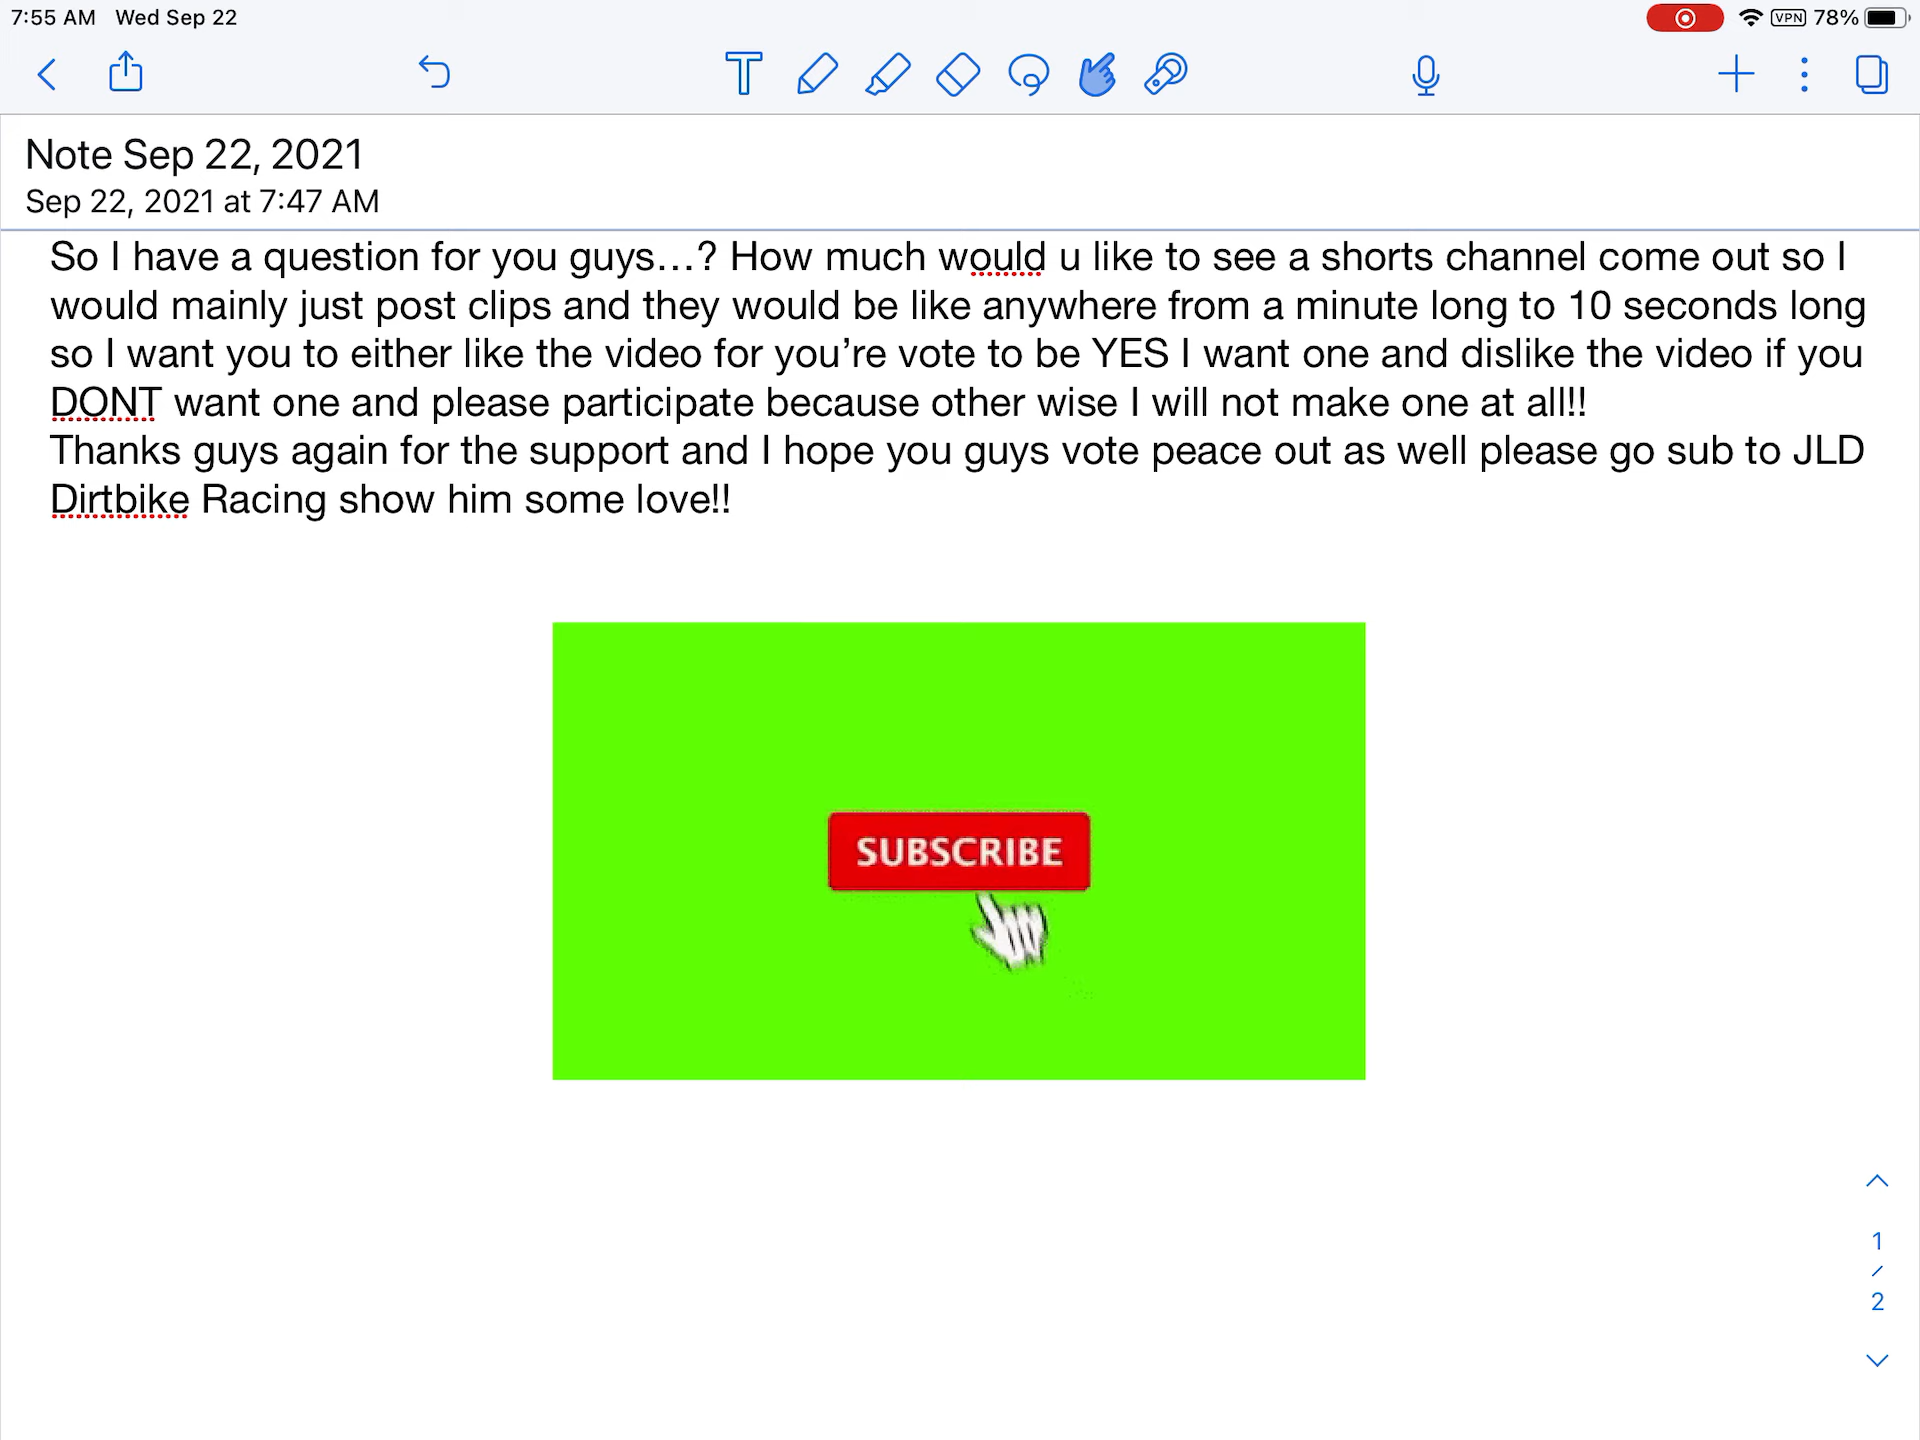 7:55 AM Wed Sep 22
VPN 78%
T
Note Sep 22, 2021
Sep 22, 2021 at 7:47 AM
So I have a question for you guys...? How much would u like to see a shorts channel come out so I
would mainly just post clips and they would be like anywhere from a minute long to 10 seconds long
so I want you to either like the video for you’re vote to be YES I want one and dislike the video if you
DONT want one and please participate because other wise I will not make one at all!!
Thanks guys again for the support and I hope you guys vote peace out as well please go sub to JLD
Dirtbike Racing show him some love!!
SUBSCRIBE
1
/
2